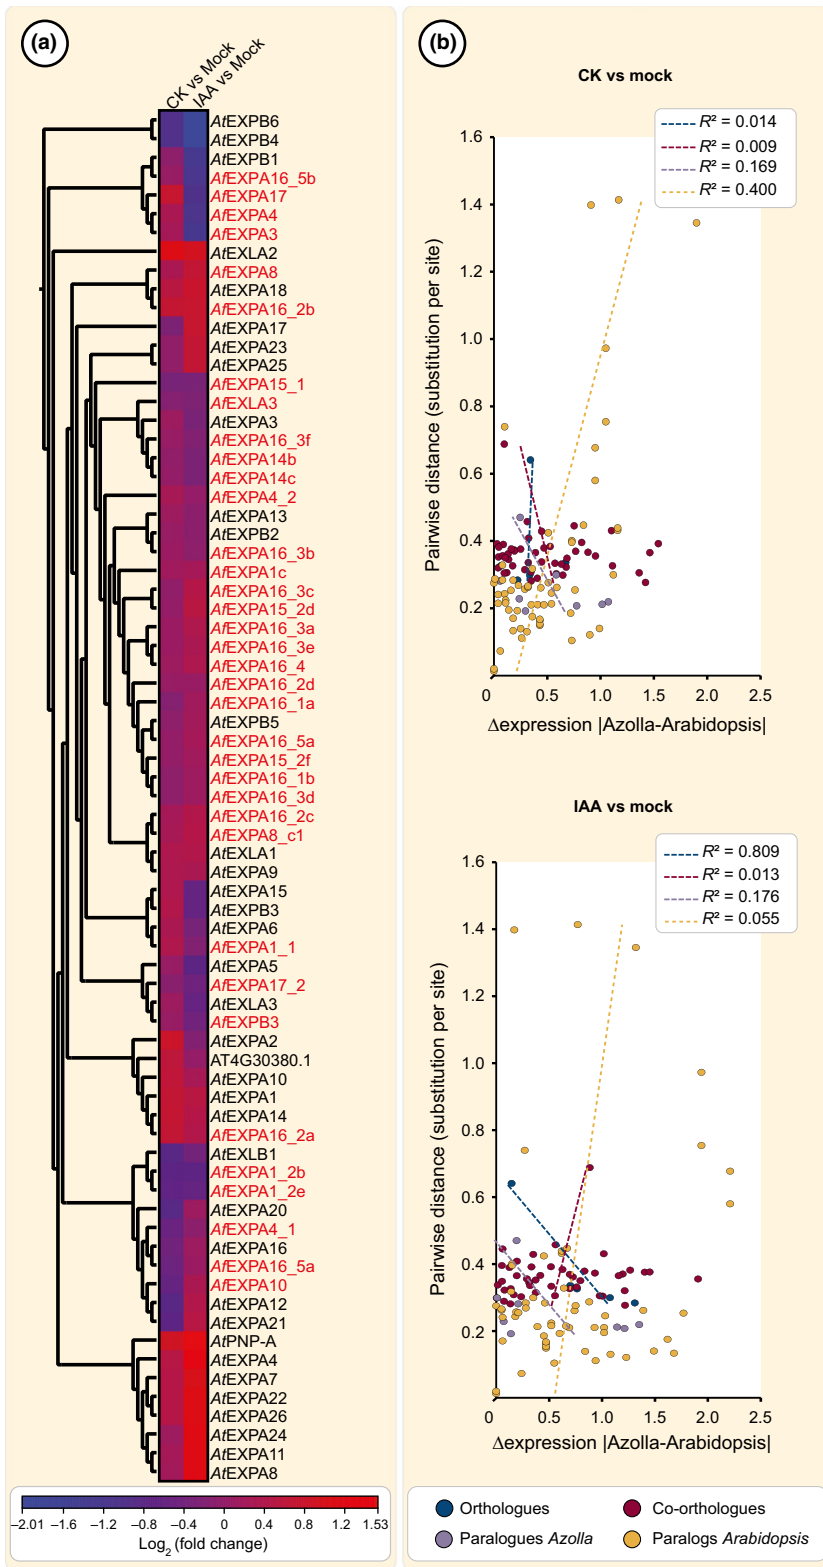 (a)
CK vs Mock
IAA vs Mock
AtEXPB6
AtEXPB4
AtEXPB1
AfEXPA16_5b
AfEXPA17
AfEXPA4
AfEXPA3
AtEXLA2
AfEXPA8
AtEXPA18
AfEXPA16_2b
AtEXPA17
AtEXPA23
AtEXPA25
AfEXPA15_1
AfEXLA3
AtEXPA3
AfEXPA16_3f
AfEXPA14b
AfEXPA14c
AfEXPA4_2
AtEXPA13
AtEXPB2
AfEXPA16_3b
AfEXPA1c
AfEXPA16_3c
AfEXPA15_2d
AfEXPA16_3a
AfEXPA16_3e
AfEXPA16_4
AfEXPA16_2d
AfEXPA16_1a
AtEXPB5
AfEXPA16_5a
AfEXPA15_2f
AfEXPA16_1b
AfEXPA16_3d
AfEXPA16_2c
AfEXPA8_c1
AtEXLA1
AtEXPA9
AtEXPA15
AtEXPB3
AtEXPA6
AfEXPA1_1
AtEXPA5
AfEXPA17_2
AtEXLA3
AfEXPB3
AtEXPA2
AT4G30380.1
AtEXPA10
AtEXPA1
AtEXPA14
AfEXPA16_2a
AtEXLB1
AfEXPA1_2b
AfEXPA1_2e
AtEXPA20
AfEXPA4_1
AtEXPA16
AfEXPA16_5a
AfEXPA10
AtEXPA12
AtEXPA21
AtPNP-A
AtEXPA4
AtEXPA7
AtEXPA22
AtEXPA26
AtEXPA24
AtEXPA11
AtEXPA8
−2.01 −1.6 −1.2 −0.8 −0.4 0 0.4 0.8 1.2 1.53
Log2 (fold change)
(b)
CK vs mock
R² = 0.014
R² = 0.009
R² = 0.169
R² = 0.400
1.6
1.4
1.2
1.0
0.8
0.6
0.4
0.2
Pairwise distance (substitution per site)
0 0.5 1.0 1.5 2.0 2.5
Δexpression |Azolla-Arabidopsis|
IAA vs mock
R² = 0.809
R² = 0.013
R² = 0.176
R² = 0.055
1.6
1.4
1.2
1.0
0.8
0.6
0.4
0.2
Pairwise distance (substitution per site)
0 0.5 1.0 1.5 2.0 2.5
Δexpression |Azolla-Arabidopsis|
Orthologues
Co-orthologues
Paralogues Azolla
Paralogs Arabidopsis